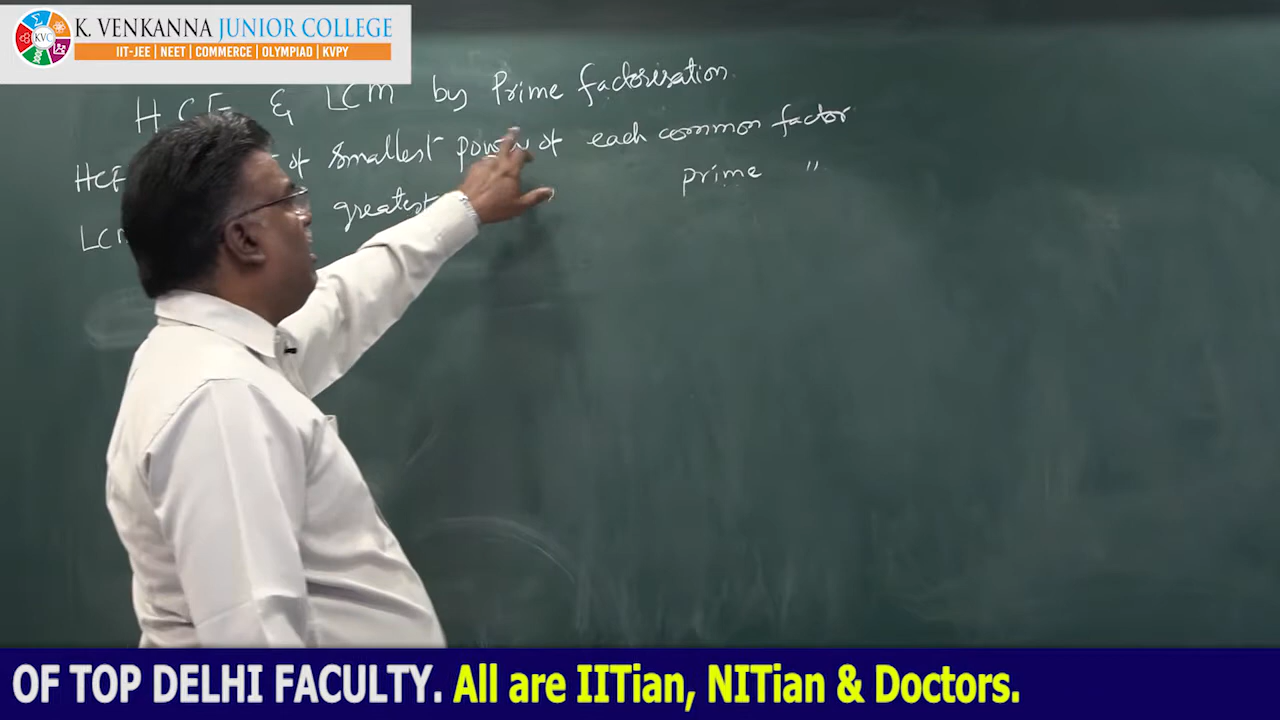 K. VENKANNA JUNIOR COLLEGE
KVC
IIT-JEE | NEET | COMMERCE | OLYMPIAD | KVPY
HCF & LCM by Prime factorisation
HCF of smallest power of each common factor
LCM greatest prime "
OF TOP DELHI FACULTY. All are IITian, NITian & Doctors.